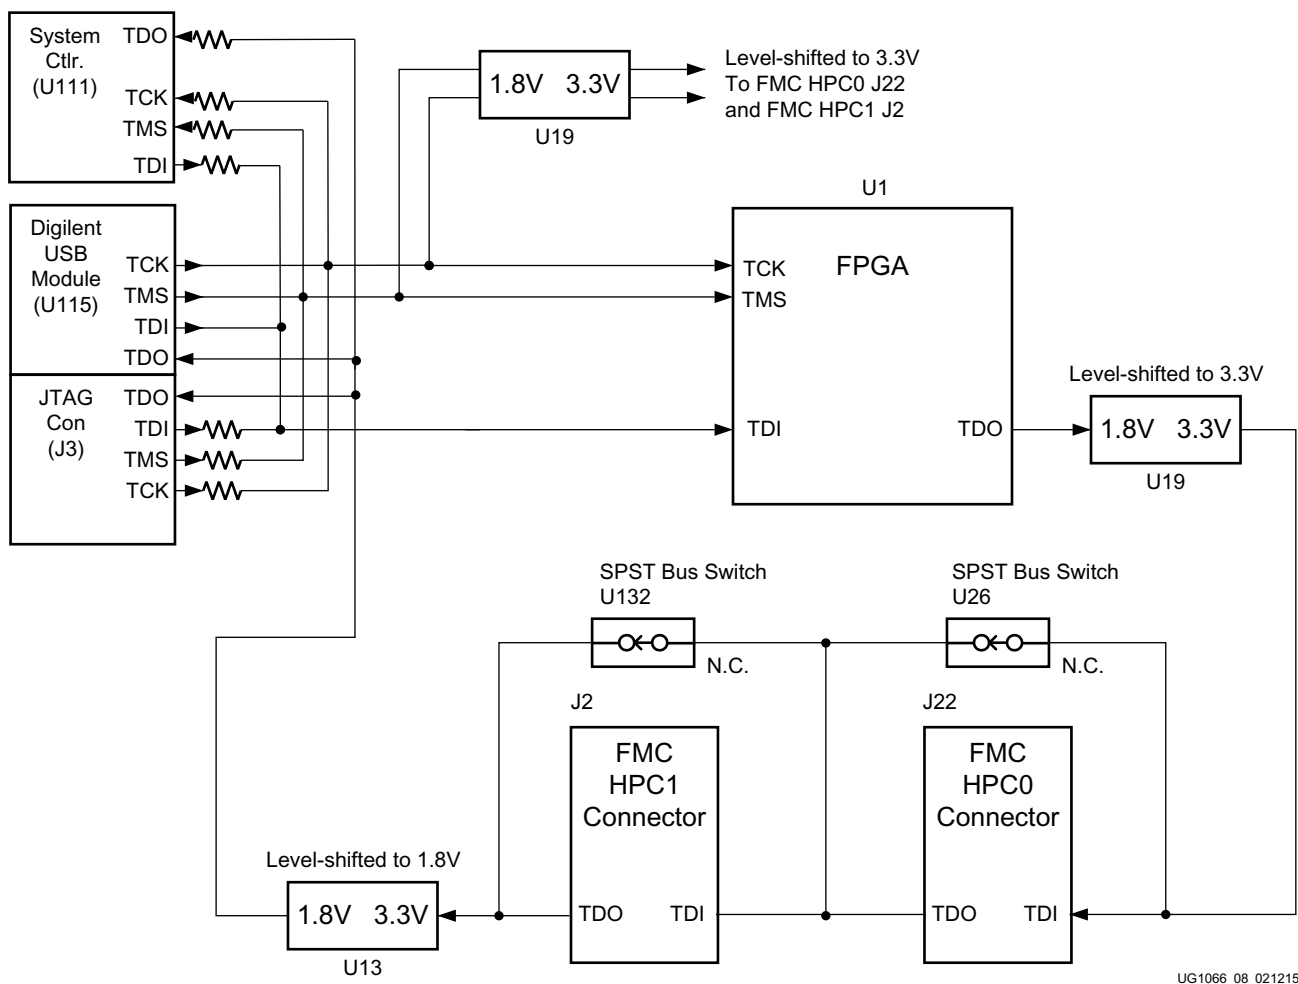 System
Ctlr.
(U111)
TDO
TCK
TMS
TDI
Digilent
USB
Module
(U115)
TCK
TMS
TDI
TDO
JTAG
Con
(J3)
TDO
TDI
TMS
TCK
1.8V 3.3V
U19
Level-shifted to 3.3V
To FMC HPC0 J22
and FMC HPC1 J2
U1
FPGA
TCK
TMS
TDI
TDO
Level-shifted to 3.3V
1.8V 3.3V
U19
SPST Bus Switch
U132
N.C.
SPST Bus Switch
U26
N.C.
J2
FMC
HPC1
Connector
TDO
TDI
J22
FMC
HPC0
Connector
TDO
TDI
Level-shifted to 1.8V
1.8V 3.3V
U13
UG1066_08_021215